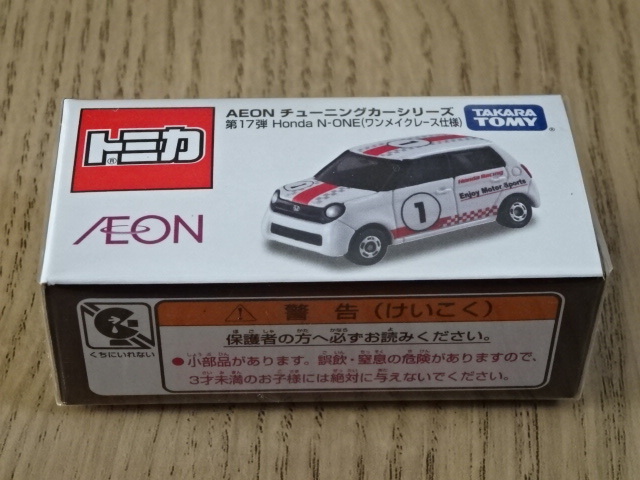 トミカ
AEON チューニングカーシリーズ
第17弾 Honda N-ONE(ワンメイクレース仕様)
TAKARA
TOMY
AEON
1
Honda Racing
Enjoy Motor Sports
くちにいれない
警告(けいこく)
保護者の方へ必ずお読みください。
●小部品があります。誤飲・窒息の危険がありますので、
3才未満のお子様には絶対に与えないでください。